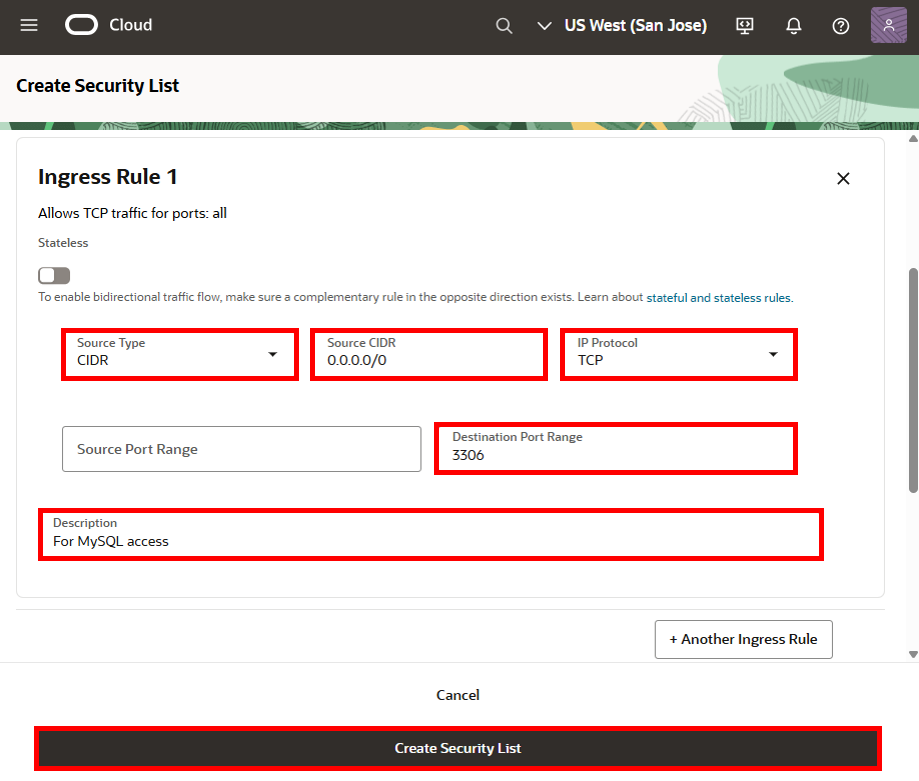 Cloud
US West (San Jose)
Create Security List
Ingress Rule 1
Allows TCP traffic for ports: all
Stateless
To enable bidirectional traffic flow, make sure a complementary rule in the opposite direction exists. Learn about stateful and stateless rules.
Source Type
CIDR
Source CIDR
0.0.0.0/0
IP Protocol
TCP
Source Port Range
Destination Port Range
3306
Description
For MySQL access
+ Another Ingress Rule
Cancel
Create Security List